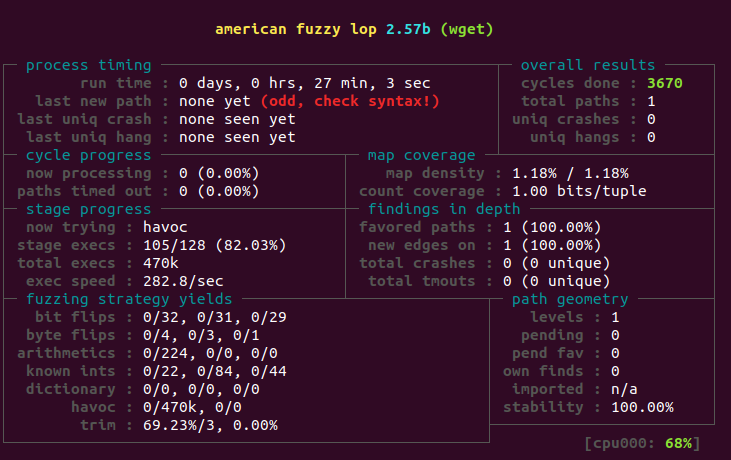 american fuzzy lop 2.57b (wget)
process timing overall results
run time : 0 days, 0 hrs, 27 min, 3 sec cycles done : 3670
last new path : none yet (odd, check syntax!) total paths : 1
last uniq crash : none seen yet uniq crashes : 0
last uniq hang : none seen yet uniq hangs : 0
cycle progress map coverage
now processing : 0 (0.00%) map density : 1.18% / 1.18%
paths timed out : 0 (0.00%) count coverage : 1.00 bits/tuple
stage progress findings in depth
now trying : havoc favored paths : 1 (100.00%)
stage execs : 105/128 (82.03%) new edges on : 1 (100.00%)
total execs : 470k total crashes : 0 (0 unique)
exec speed : 282.8/sec total tmouts : 0 (0 unique)
fuzzing strategy yields path geometry
bit flips : 0/32, 0/31, 0/29 levels : 1
byte flips : 0/4, 0/3, 0/1 pending : 0
arithmetics : 0/224, 0/0, 0/0 pend fav : 0
known ints : 0/22, 0/84, 0/44 own finds : 0
dictionary : 0/0, 0/0, 0/0 imported : n/a
havoc : 0/470k, 0/0 stability : 100.00%
trim : 69.23%/3, 0.00%
[cpu000: 68%]